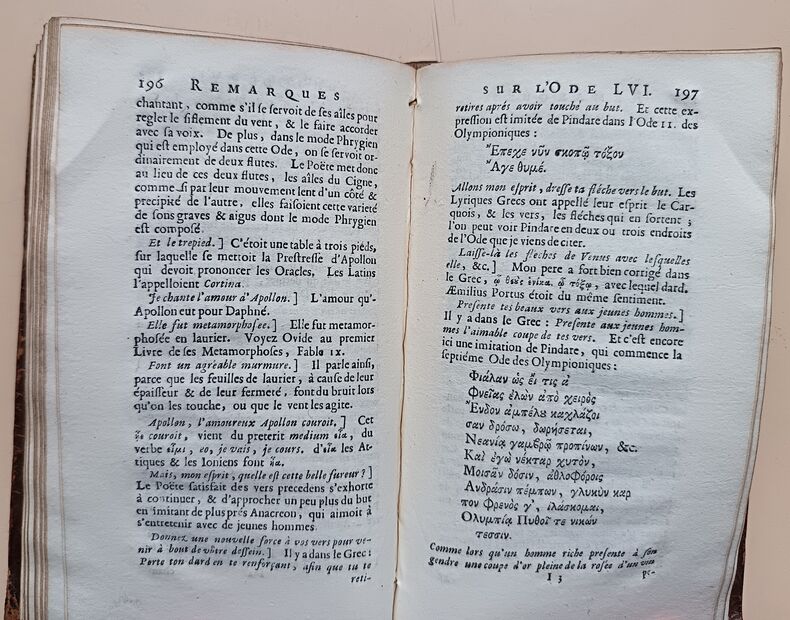 196 REMARQUES
chantant, comme s'il se servoit de ses aîles pour
regler le siflement du vent, & le faire accorder
avec sa voix. De plus, dans le mode Phrygien
qui est employé dans cette Ode, on se servoit or-
dinairement de deux flutes. Le Poëte met donc
au lieu de ces deux flutes, les aîles du Cigne,
comme si par leur mouvement lent d'un côté &
precipité de l'autre, elles faisoient cette varieté
de sons graves & aigus dont le mode Phrygien
est composé.
Et le trepied.] C'étoit une table à trois pieds,
sur laquelle se mettoit la Prestresse d'Apollon
qui devoit prononcer les Oracles. Les Latins
l'appelloient Cortina.
Je chante l'amour d'Apollon.] L'amour qu'-
Apollon eut pour Daphné.
Elle fut metamorphosee.] Elle fut metamor-
phosée en laurier. Voyez Ovide au premier
Livre de ses Metamorphoses, Fable IX.
Font un agréable murmure.] Il parle ainsi,
parce que les feuilles de laurier, à cause de leur
épaisseur & de leur fermeté, font du bruit lors
qu'on les touche, ou que le vent les agite.
Apollon, l'amoureux Apollon couroit.] Cet
couroit, vient du preterit medium εἶα, du
verbe εἶμι, eo, je vais, je cours. d'εἶα les At-
tiques & les Ioniens font ἦα.
Mais, mon esprit, quelle est cette belle fureur?]
Le Poëte satisfait des vers precedens s'exhorte
à continuer, & d'approcher un peu plus du but
en imitant de plus prés Anacreon, qui aimoit à
s'entretenir avec de jeunes hommes.
Donnez une nouvelle force à vos vers pour ve-
nir à bout de vôtre dessein.] Il y a dans le Grec:
Porte ton dard en te renforçant, afin que tu te
reti-
SUR L'ODE LVI. 197
retires aprés avoir touché au but. Et cette ex-
pression est imitée de Pindare dans l'Ode II. des
Olympioniques:
Ἔπεχε νῦν σκοπῷ τόξον
Ἄγε θυμέ.
Allons mon esprit, dresse ta fléche vers le but. Les
Lyriques Grecs ont appellé leur esprit le Car-
quois, & les vers, les fléches qui en sortent;
l'on peut voir Pindare en deux ou trois endroits
de l'Ode que je viens de citer.
Laisse-là les fleches de Venus avec lesquelles
elle, &c.] Mon pere a fort bien corrigé dans
le Grec, ᾧ θεὸς ἐνίκα. ᾧ τόξῳ, avec lequel dard.
Æmilius Portus étoit du même sentiment.
Presente tes beaux vers aux jeunes hommes.]
Il y a dans le Grec: Presente aux jeunes hom-
mes l'aimable coupe de tes vers. Et c'est encore
ici une imitation de Pindare, qui commence la
septiéme Ode des Olympioniques:
Φιάλαν ὡς εἴ τις ἀ
Φνειᾶς ἑλὼν ἀπὸ χειρὸς
Ἔνδον ἀμπέλου καχλάζοι
σαν δρόσῳ, δωρήσεται,
Νεανίᾳ γαμβρῷ προπίνων, &c.
Καὶ ἐγὼ νέκταρ χυτὸν,
Μοισᾶν δόσιν, ἀθλοφόροις
Ἀνδράσιν πέμπων, γλυκὺν καρ
πὸν Φρενὸς γ', ἱλάσκομαι,
Ολυμπίᾳ Πυθοῖ τε νικών
τεσσιν.
Comme lors qu'un homme riche presente à son
gendre une coupe d'or pleine de la rosée d'un
I 3